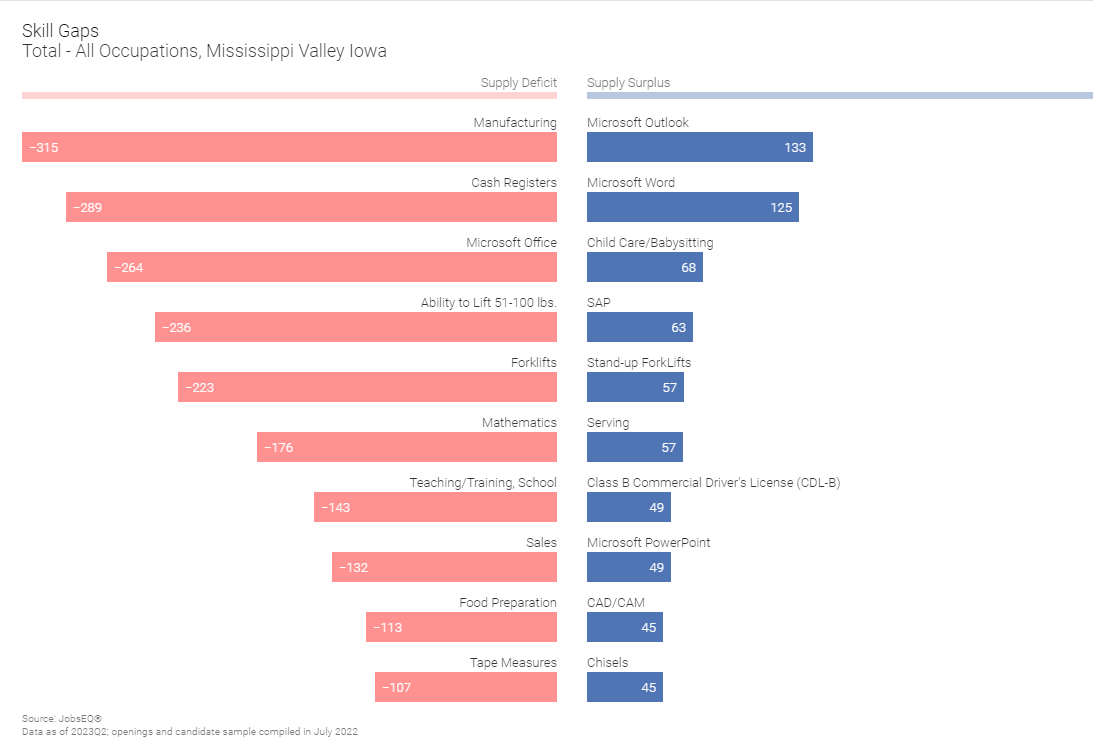 Skill Gaps
Total - All Occupations, Mississippi Valley Iowa
Supply Deficit
Supply Surplus
Manufacturing
Microsoft Outlook
−315
133
Cash Registers
Microsoft Word
−289
125
Microsoft Office
Child Care/Babysitting
−264
68
Ability to Lift 51-100 lbs.
SAP
−236
63
Forklifts
Stand-up ForkLifts
−223
57
Mathematics
Serving
−176
57
Teaching/Training, School
Class B Commercial Driver's License (CDL-B)
−143
49
Sales
Microsoft PowerPoint
−132
49
Food Preparation
CAD/CAM
−113
45
Tape Measures
Chisels
−107
45
Source: JobsEQ®
Data as of 2023Q2; openings and candidate sample compiled in July 2022